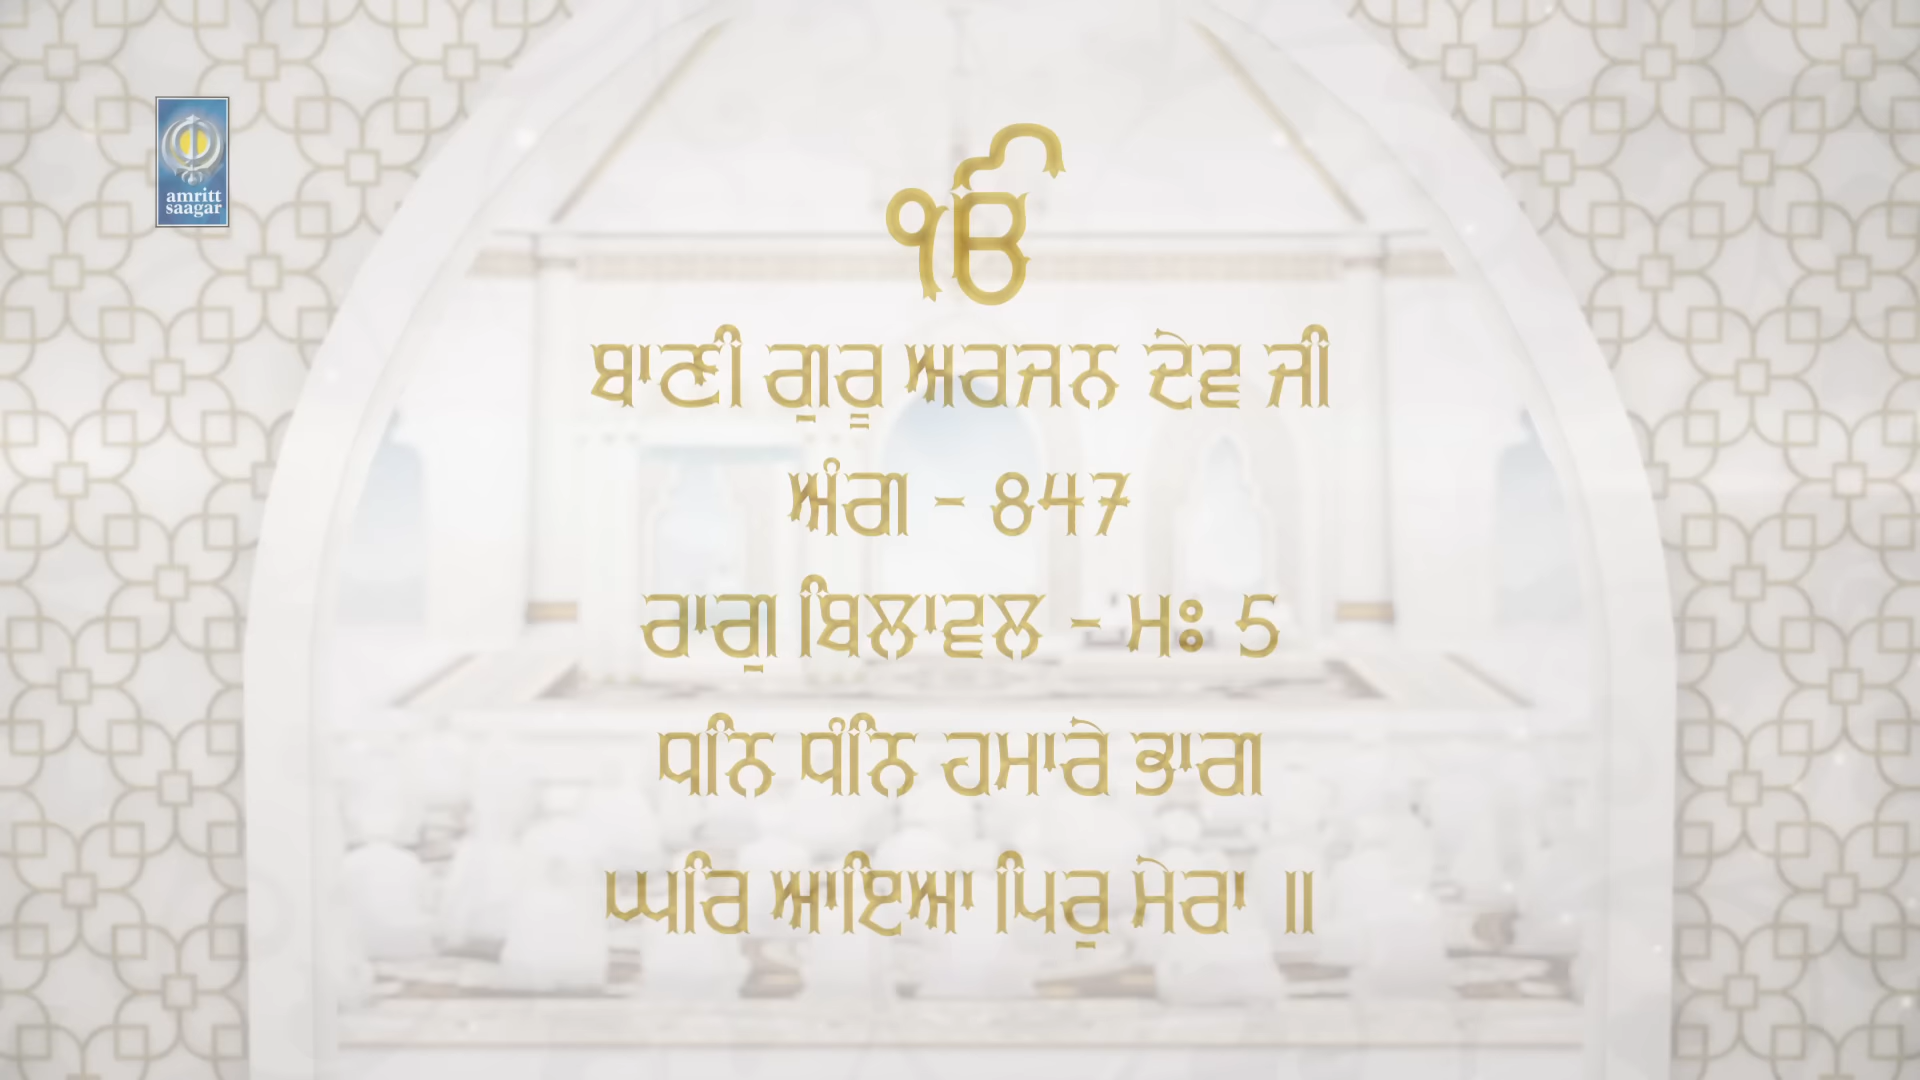 amritt
saagar
ੴ
ਬਾਣੀ ਗੁਰੂ ਅਰਜਨ ਦੇਵ ਜੀ
ਅੰਗ - 847
ਰਾਗੁ ਬਿਲਾਵਲ - ਮਃ 5
ਧਨਿ ਧੰਨਿ ਹਮਾਰੇ ਭਾਗ
ਘਰਿ ਆਇਆ ਪਿਰੁ ਮੇਰਾ ॥